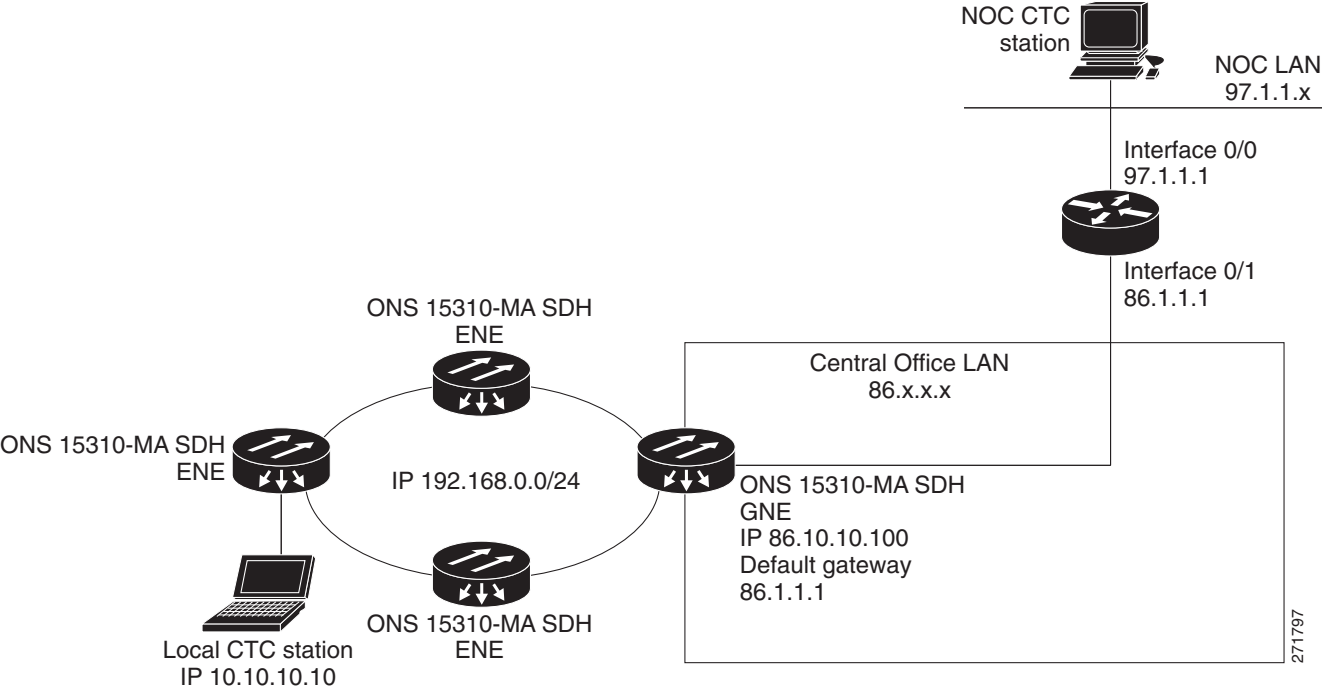 NOC CTC
station
NOC LAN
97.1.1.x
Interface 0/0
97.1.1.1
Interface 0/1
86.1.1.1
ONS 15310-MA SDH
ENE
Central Office LAN
86.x.x.x
ONS 15310-MA SDH
ENE
IP 192.168.0.0/24
ONS 15310-MA SDH
GNE
IP 86.10.10.100
Default gateway
86.1.1.1
ONS 15310-MA SDH
ENE
Local CTC station
IP 10.10.10.10
271797